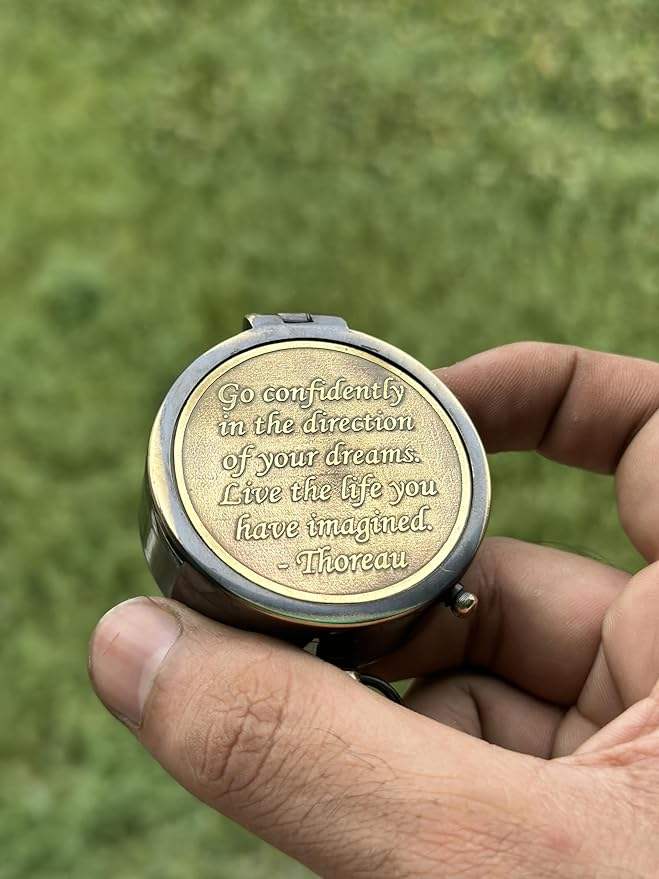 Go confidently
in the direction
of your dreams.
Live the life you
have imagined.
- Thoreau